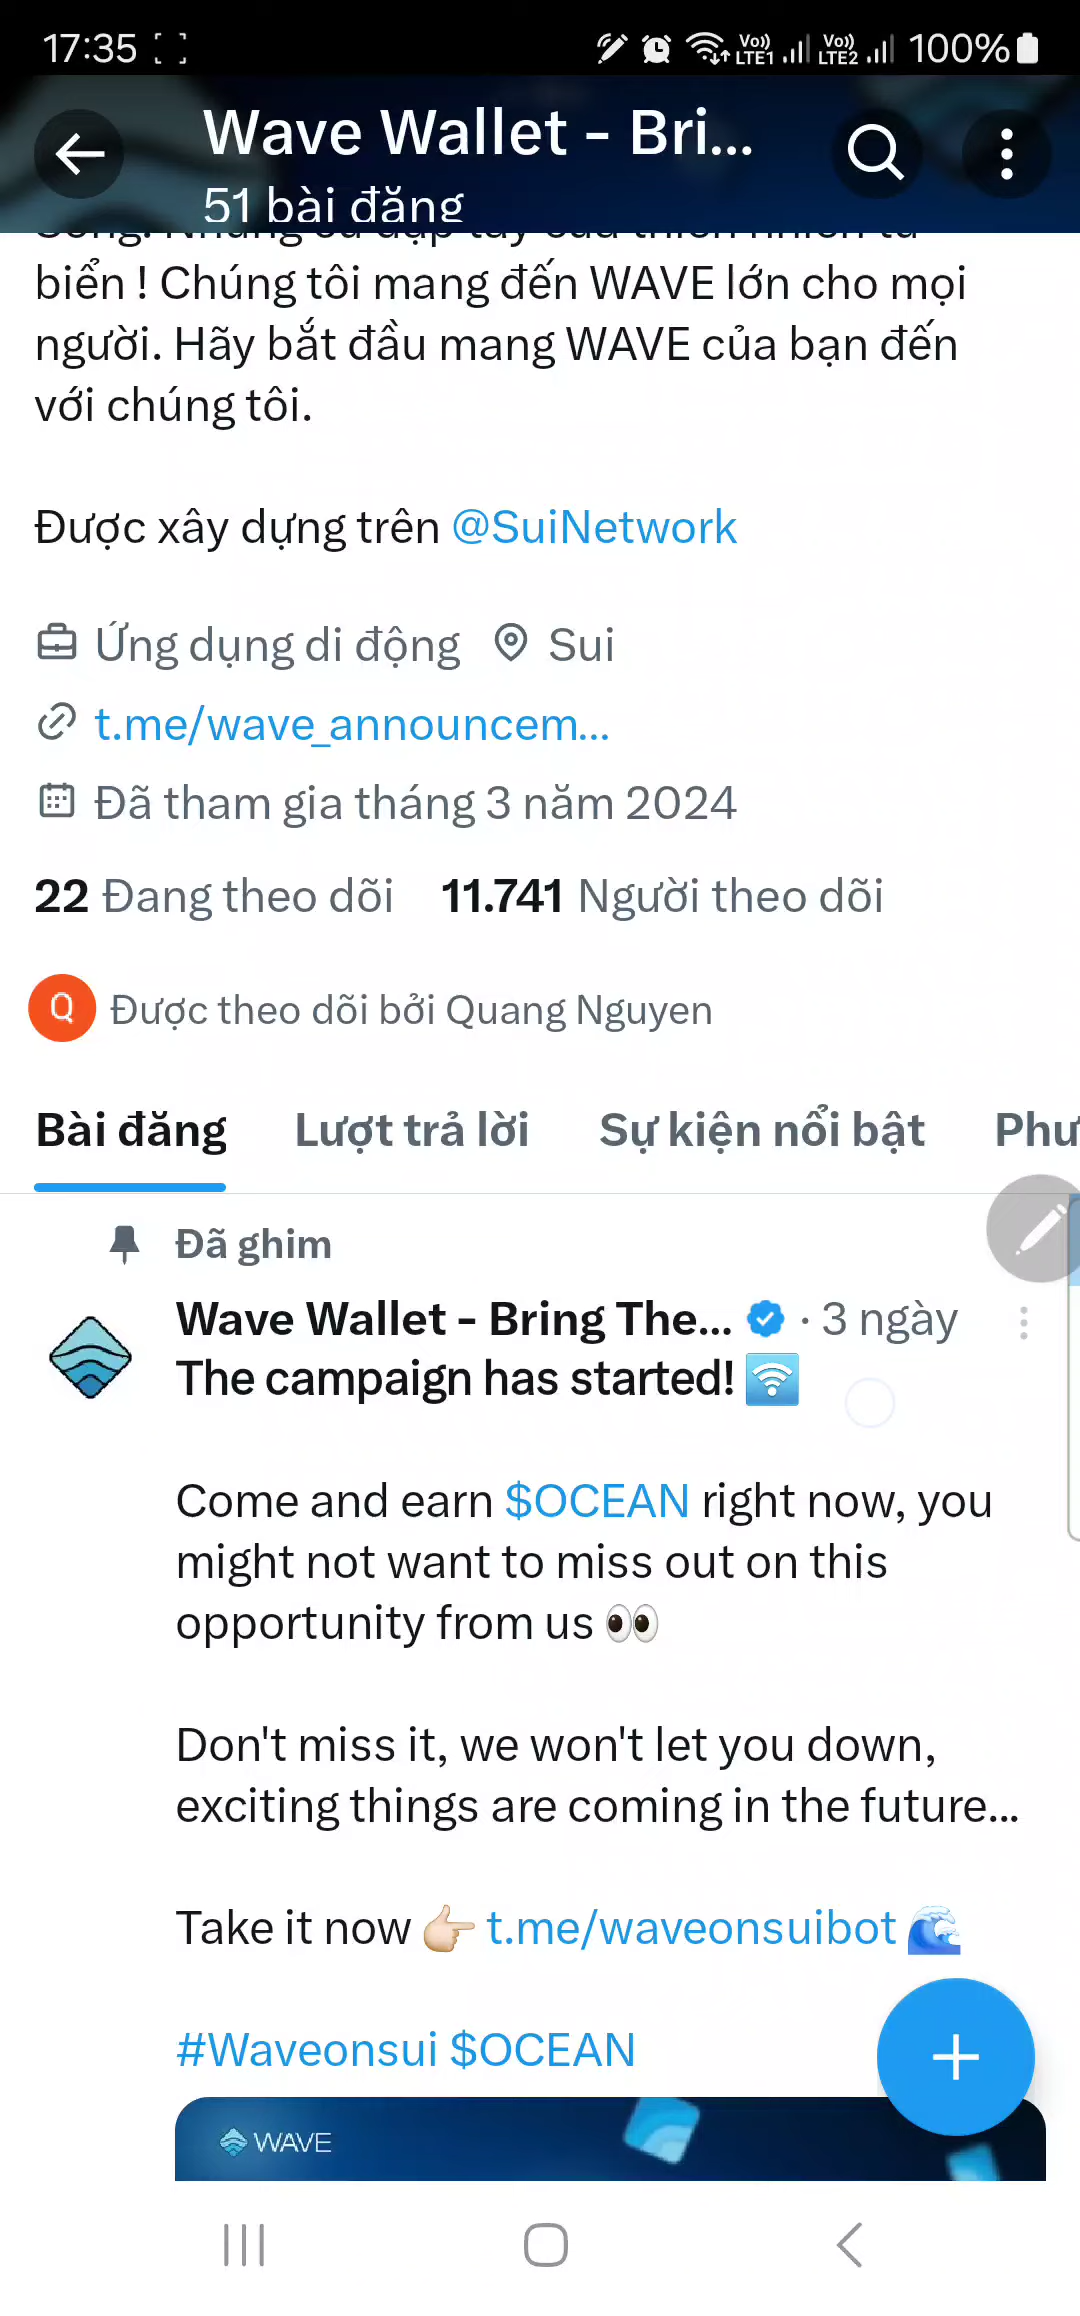 17:35
Vo))
LTE1
Vo))
LTE2
100%
Wave Wallet - Bri...
51 bài đăng
biển ! Chúng tôi mang đến WAVE lớn cho mọi
người. Hãy bắt đầu mang WAVE của bạn đến
với chúng tôi.
Được xây dựng trên @SuiNetwork
Ứng dụng di động Sui
t.me/wave_announcem...
Đã tham gia tháng 3 năm 2024
22 Đang theo dõi 11.741 Người theo dõi
Q Được theo dõi bởi Quang Nguyen
Bài đăng Lượt trả lời Sự kiện nổi bật Phư
Đã ghim
Wave Wallet - Bring The... · 3 ngày
The campaign has started! 🛜
Come and earn $OCEAN right now, you
might not want to miss out on this
opportunity from us 👀
Don't miss it, we won't let you down,
exciting things are coming in the future...
Take it now 👉🏻 t.me/waveonsuibot 🌊
#Waveonsui $OCEAN
WAVE